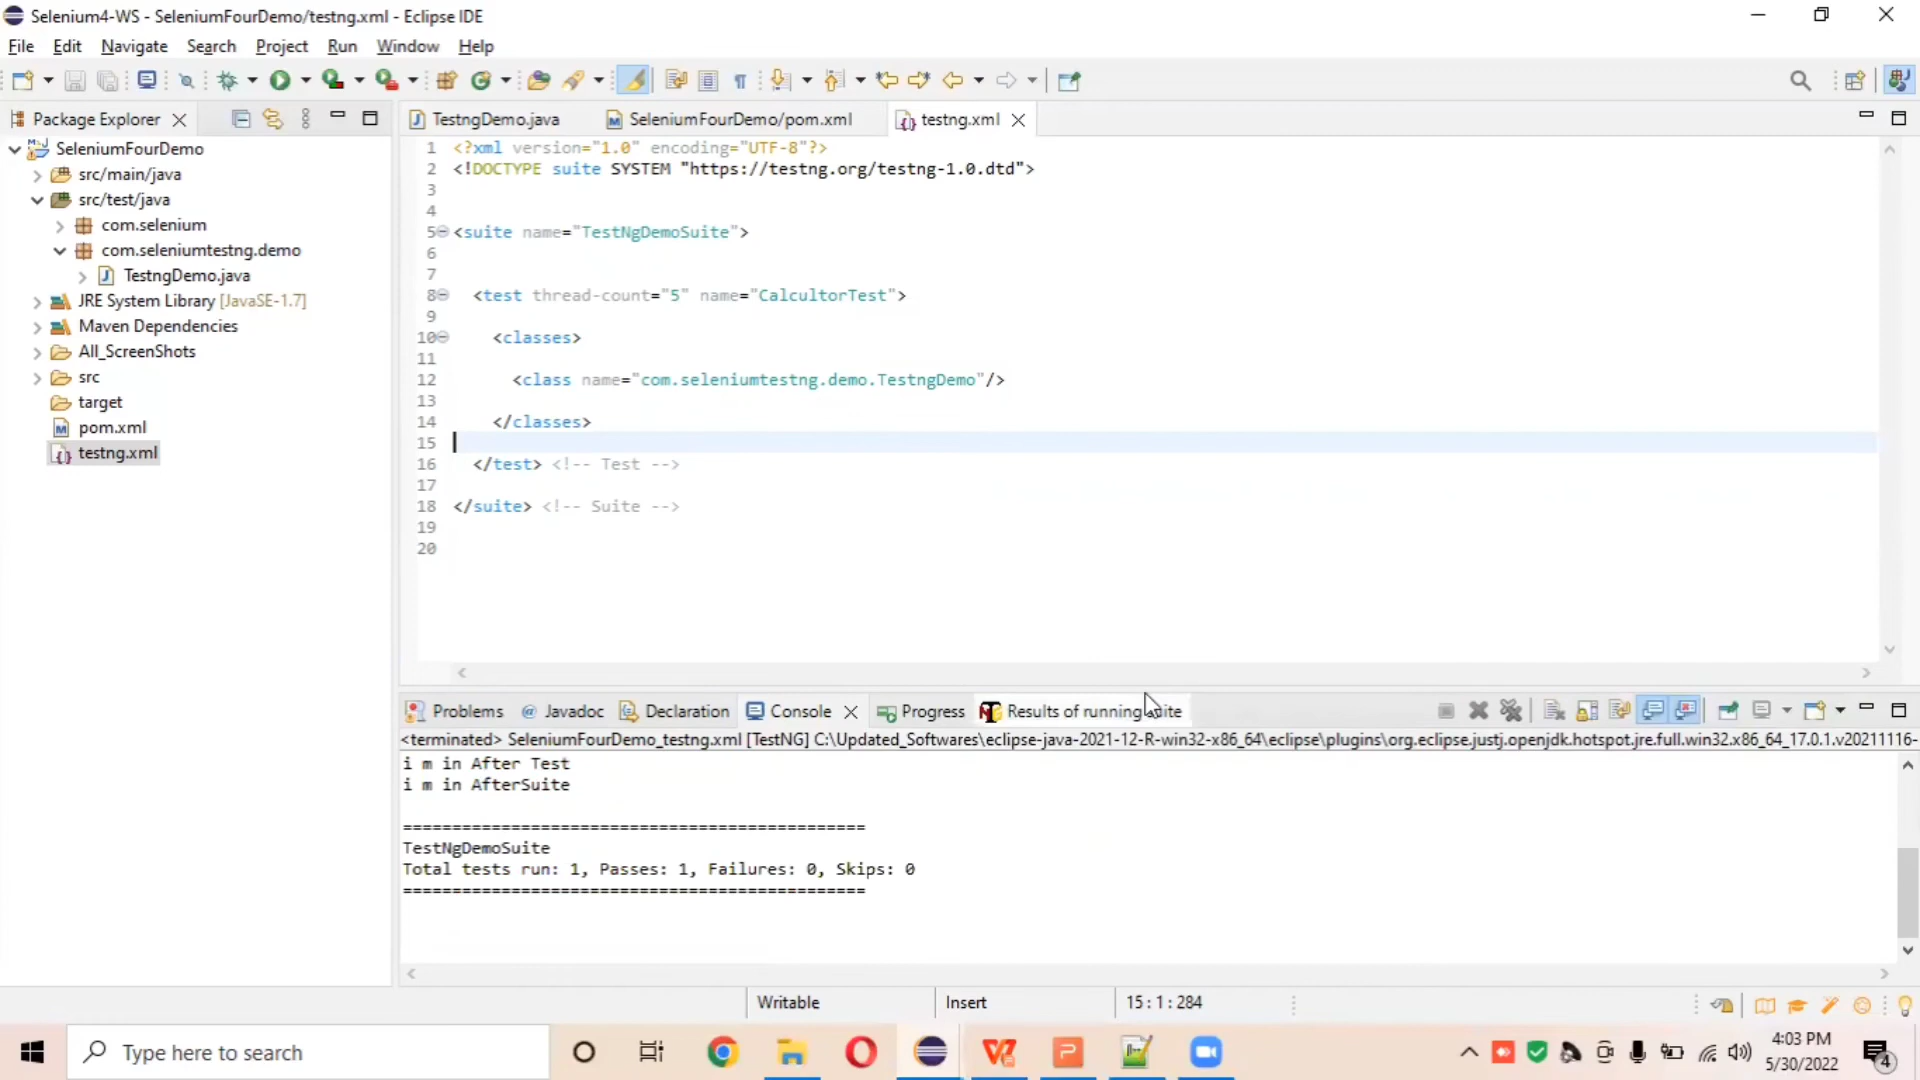 Selenium4-WS - SeleniumFourDemo/testng.xml - Eclipse IDE
File Edit Navigate Search Project Run Window Help
Package Explorer
TestngDemo.java SeleniumFourDemo/pom.xml testng.xml
SeleniumFourDemo
src/main/java
src/test/java
com.selenium
com.seleniumtestng.demo
TestngDemo.java
JRE System Library [JavaSE-1.7]
Maven Dependencies
All_ScreenShots
src
target
pom.xml
testng.xml
1 <?xml version="1.0" encoding="UTF-8"?>
2 <!DOCTYPE suite SYSTEM "https://testng.org/testng-1.0.dtd">
3
4
5 <suite name="TestNgDemoSuite">
6
7
8 <test thread-count="5" name="CalcultorTest">
9
10 <classes>
11
12 <class name="com.seleniumtestng.demo.TestngDemo"/>
13
14 </classes>
15
16 </test> <!-- Test -->
17
18 </suite> <!-- Suite -->
19
20
Problems @ Javadoc Declaration Console Progress Results of running
<terminated> SeleniumFourDemo_testng.xml [TestNG] C:\Updated_Softwares\eclipse-java-2021-12-R-win32-x86_64\eclipse\plugins\org.eclipse.justj.openjdk.hotspot.jre.full.win32.x86_64_17.0.1.v20211116-
i m in After Test
i m in AfterSuite
===============================================
TestNgDemoSuite
Total tests run: 1, Passes: 1, Failures: 0, Skips: 0
===============================================
Writable Insert 15 : 1 : 284
Type here to search
4:03 PM
5/30/2022
4